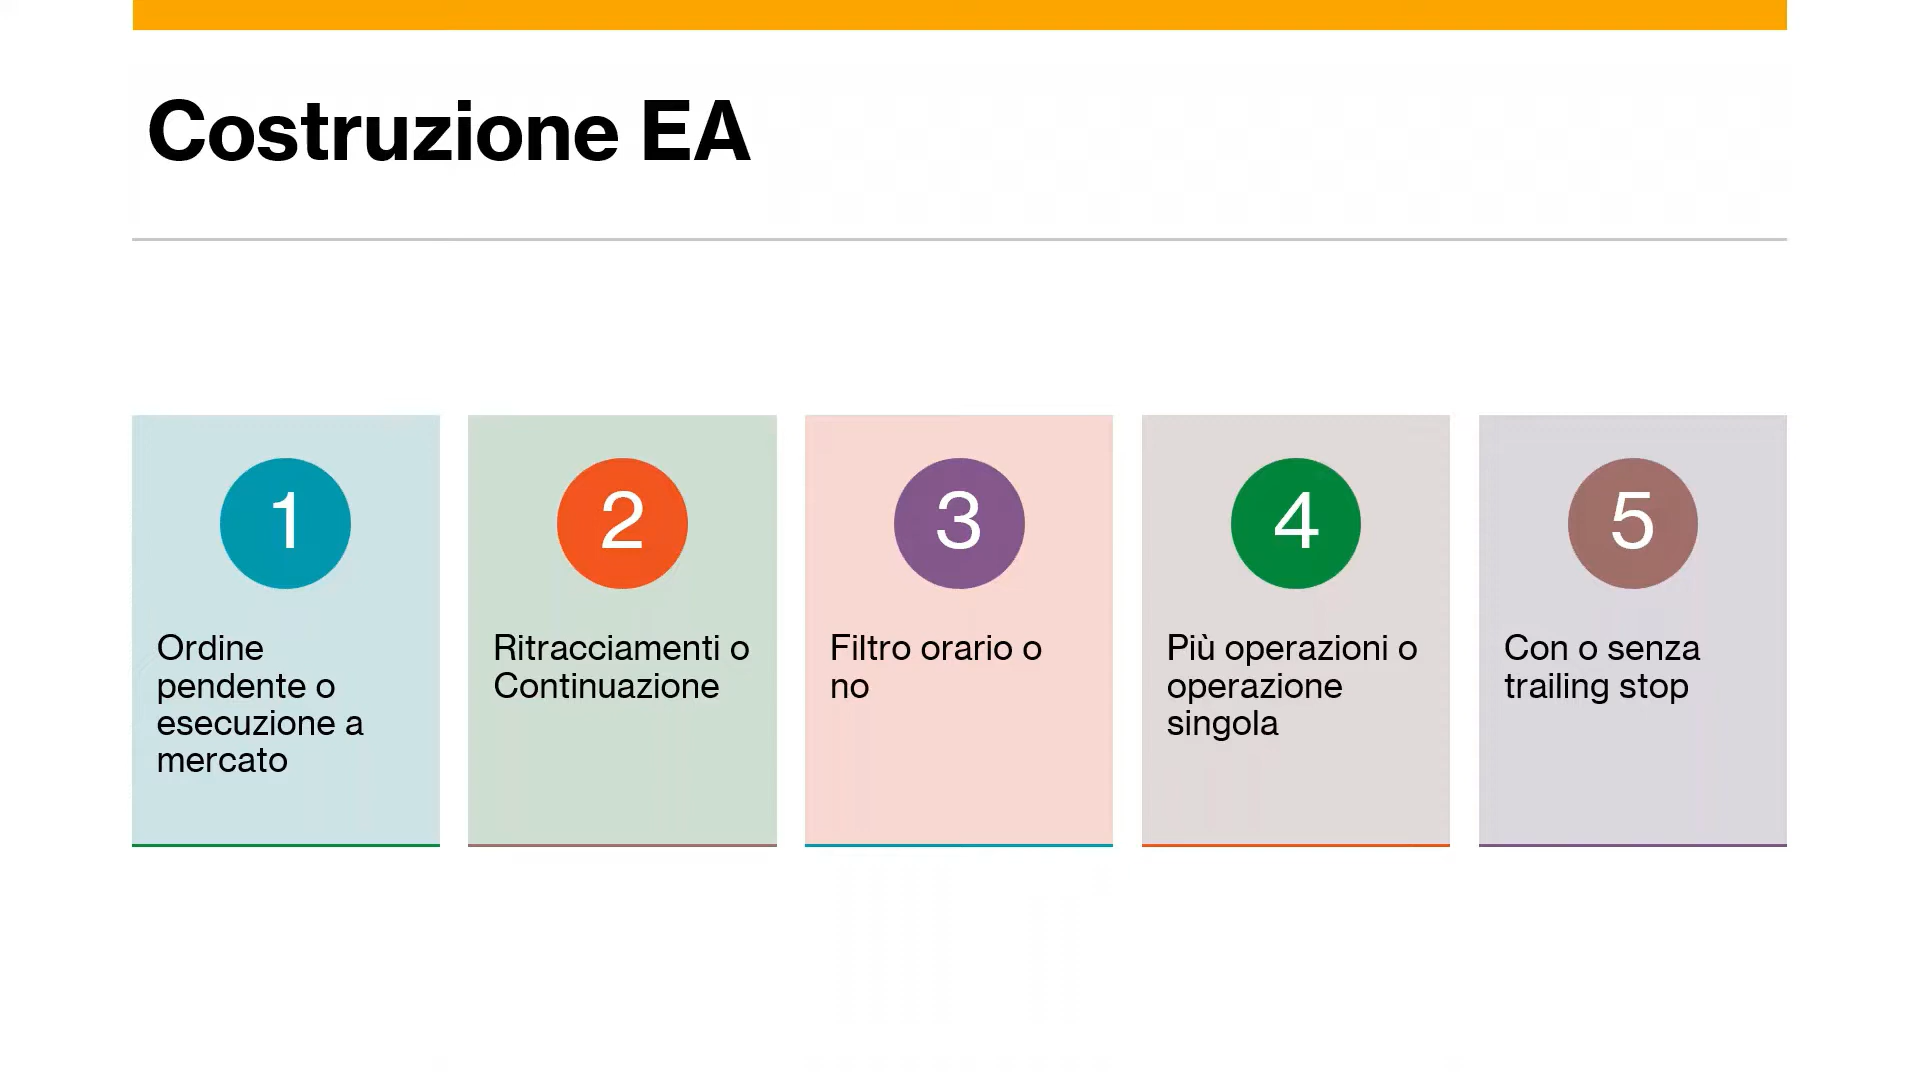 Costruzione EA
1
Ordine
pendente o
esecuzione a
mercato
2
Ritracciamenti o
Continuazione
3
Filtro orario o
no
4
Più operazioni o
operazione
singola
5
Con o senza
trailing stop